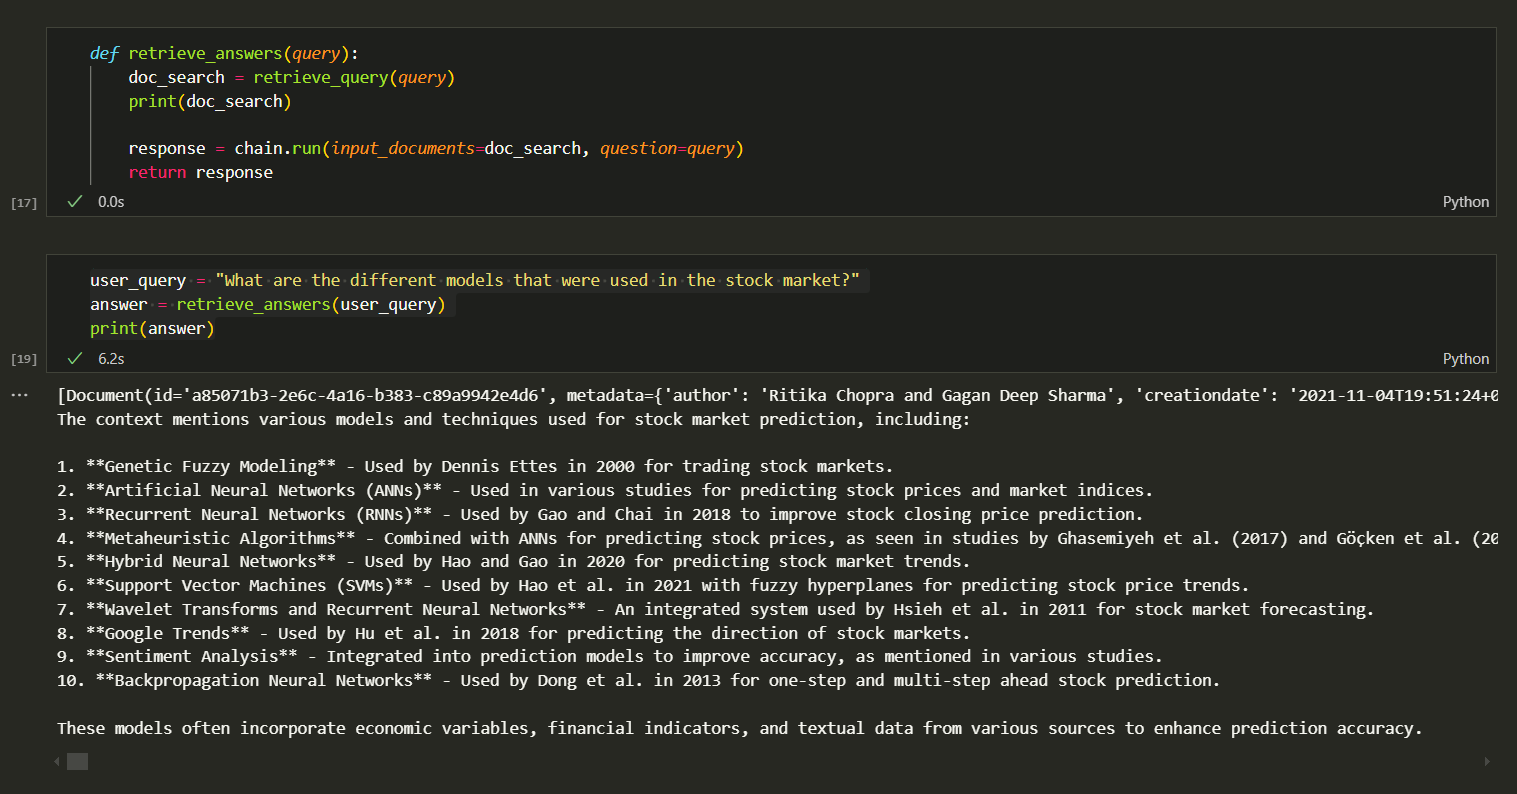 def retrieve_answers(query):
    doc_search = retrieve_query(query)
    print(doc_search)
    response = chain.run(input_documents=doc_search, question=query)
    return response
[17] ✓ 0.0s Python
user_query = "What are the different models that were used in the stock market?"
answer = retrieve_answers(user_query)
print(answer)
[19] ✓ 6.2s Python
... [Document(id='a85071b3-2e6c-4a16-b383-c89a9942e4d6', metadata={'author': 'Ritika Chopra and Gagan Deep Sharma', 'creationdate': '2021-11-04T19:51:24+0
The context mentions various models and techniques used for stock market prediction, including:
1. **Genetic Fuzzy Modeling** - Used by Dennis Ettes in 2000 for trading stock markets.
2. **Artificial Neural Networks (ANNs)** - Used in various studies for predicting stock prices and market indices.
3. **Recurrent Neural Networks (RNNs)** - Used by Gao and Chai in 2018 to improve stock closing price prediction.
4. **Metaheuristic Algorithms** - Combined with ANNs for predicting stock prices, as seen in studies by Ghasemiyeh et al. (2017) and Göçken et al. (20
5. **Hybrid Neural Networks** - Used by Hao and Gao in 2020 for predicting stock market trends.
6. **Support Vector Machines (SVMs)** - Used by Hao et al. in 2021 with fuzzy hyperplanes for predicting stock price trends.
7. **Wavelet Transforms and Recurrent Neural Networks** - An integrated system used by Hsieh et al. in 2011 for stock market forecasting.
8. **Google Trends** - Used by Hu et al. in 2018 for predicting the direction of stock markets.
9. **Sentiment Analysis** - Integrated into prediction models to improve accuracy, as mentioned in various studies.
10. **Backpropagation Neural Networks** - Used by Dong et al. in 2013 for one-step and multi-step ahead stock prediction.
These models often incorporate economic variables, financial indicators, and textual data from various sources to enhance prediction accuracy.